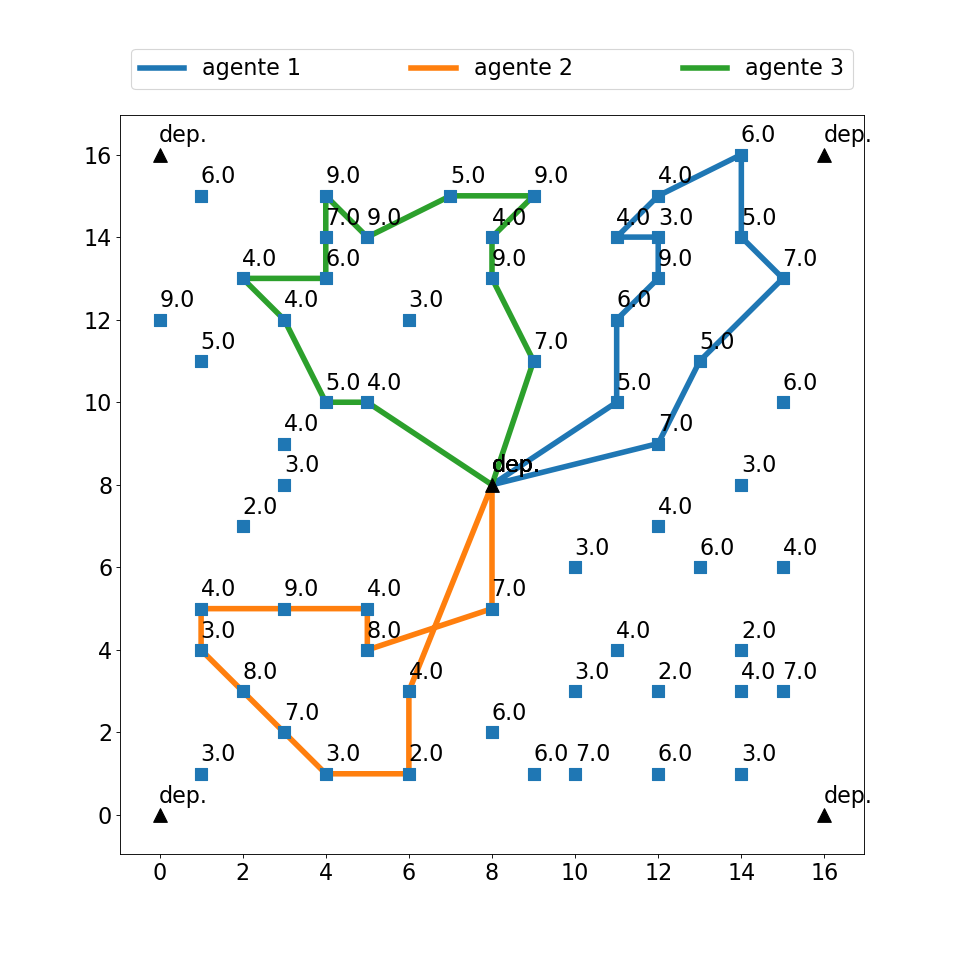 agente 1 agente 2 agente 3
dep. 6.0 dep.
16
6.0 9.0 5.0 9.0 4.0
7.0 9.0 4.0 4.0 3.0 5.0
14
4.0 6.0 9.0 9.0 7.0
9.0 4.0 3.0 6.0
12
5.0 7.0 5.0
5.0 4.0 5.0 6.0
10
4.0 7.0
3.0 dep. dep. 3.0
8
2.0 4.0
3.0 6.0 4.0
6
4.0 9.0 4.0 7.0
3.0 8.0 4.0 2.0
4
8.0 4.0 3.0 2.0 4.0 7.0
7.0 6.0
2
3.0 3.0 2.0 6.0 7.0 6.0 3.0
dep. dep.
0
0 2 4 6 8 10 12 14 16